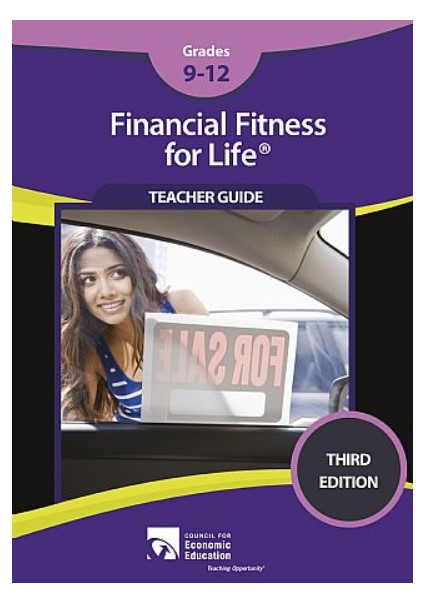 Grades
9-12
Financial Fitness
for Life®
TEACHER GUIDE
FOR SALE
THIRD
EDITION
COUNCIL FOR
Economic
Education
Teaching Opportunity®